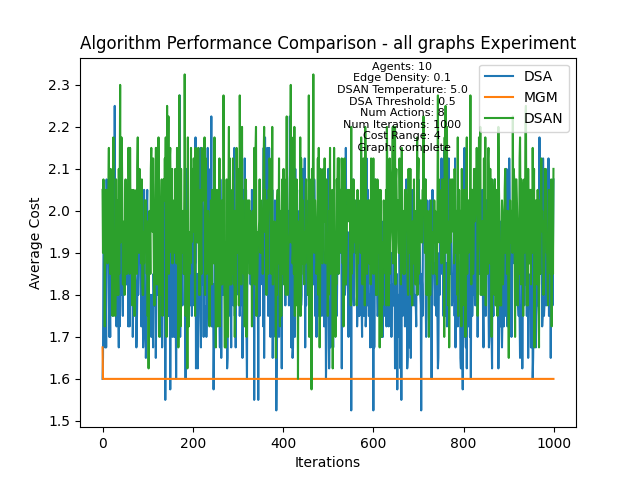 Algorithm Performance Comparison - all graphs Experiment
Agents: 10
Edge Density: 0.1
DSAN Temperature: 5.0
DSA Threshold: 0.5
Num Actions: 8
Num Iterations: 1000
Cost Range: 4
Graph: complete
DSA
MGM
DSAN
Average Cost
2.3
2.2
2.1
2.0
1.9
1.8
1.7
1.6
1.5
0
200
400
600
800
1000
Iterations